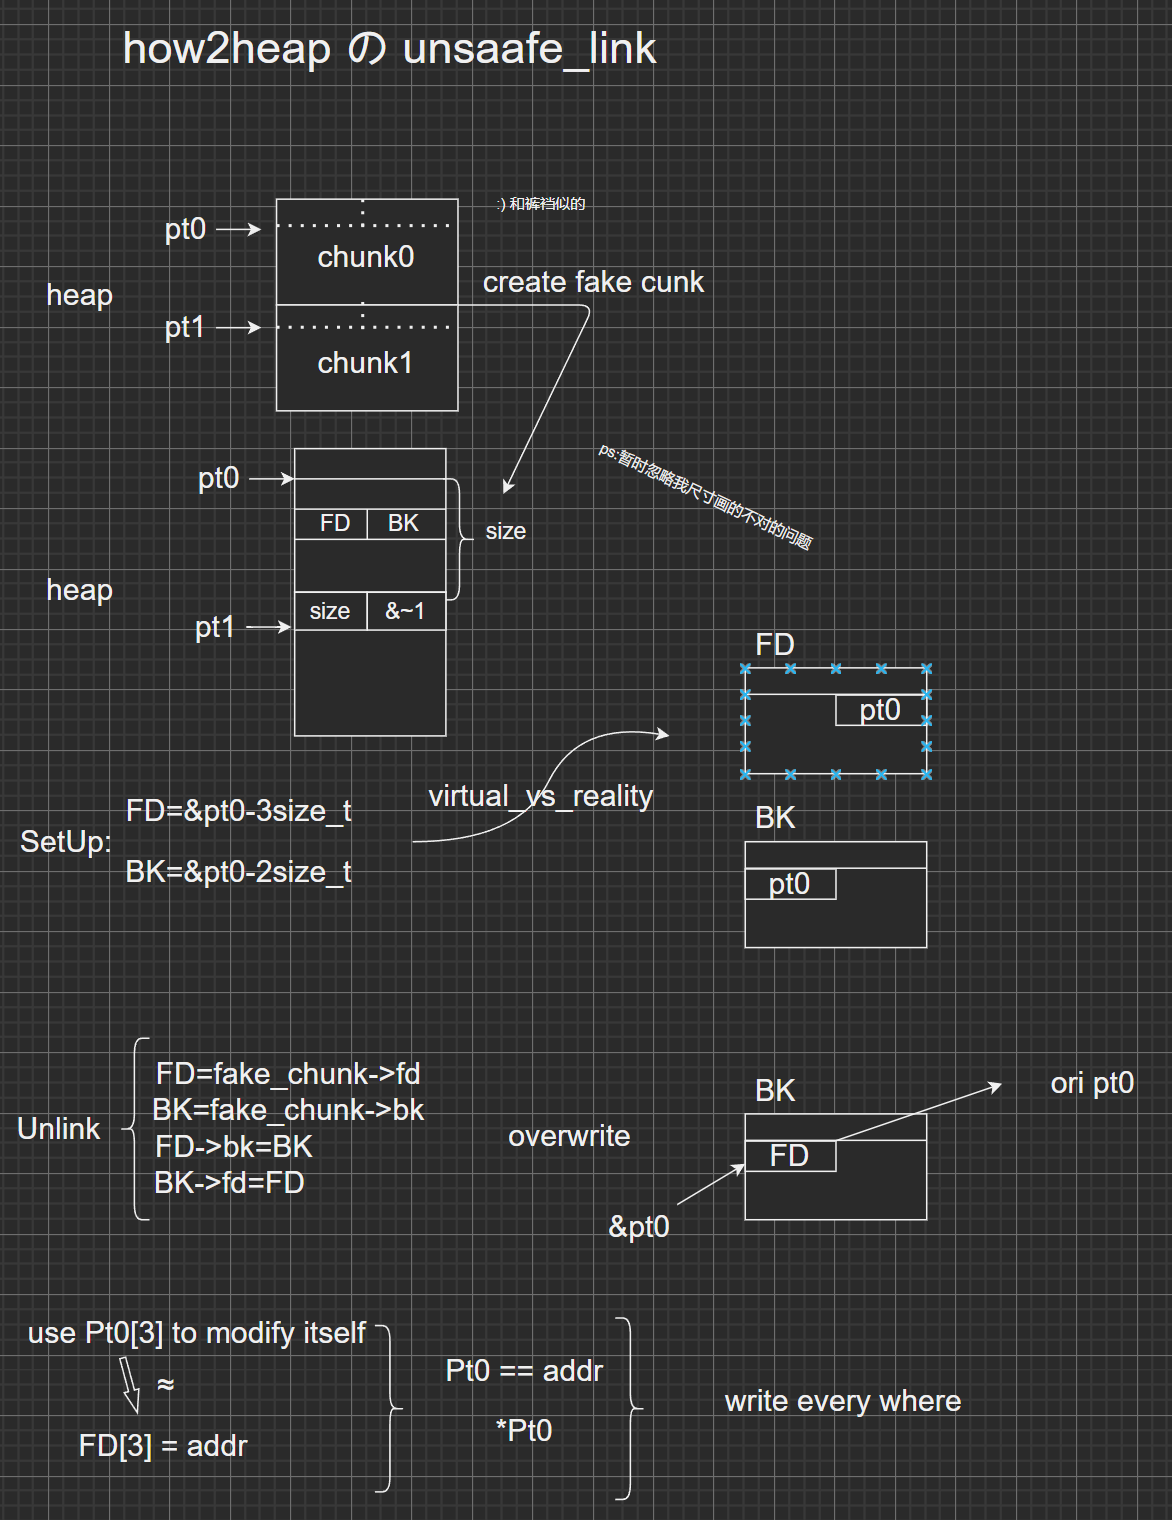 how2heap の unsaafe_link
:) 和裤裆似的
pt0
chunk0
create fake cunk
heap
pt1
chunk1
ps:暂时忽略我尺寸画的不对的问题
pt0
FD BK
size
heap
size &~1
pt1
FD
pt0
virtual_vs_reality
FD=&pt0-3size_t
SetUp:
BK=&pt0-2size_t
BK
pt0
Unlink
FD=fake_chunk->fd
BK=fake_chunk->bk
FD->bk=BK
BK->fd=FD
overwrite
BK
ori pt0
FD
&pt0
use Pt0[3] to modify itself
≈
FD[3] = addr
Pt0 == addr
*Pt0
write every where